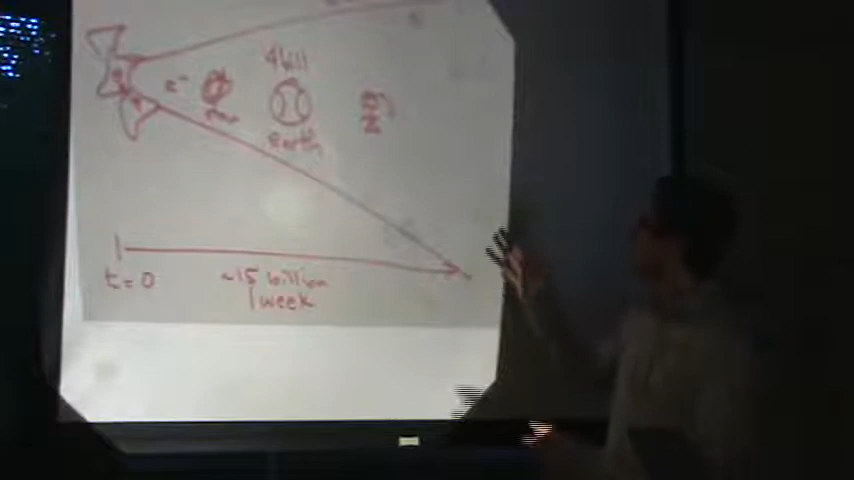 e⁻
4 bill
Earth
t = 0
~15 billion
1 week